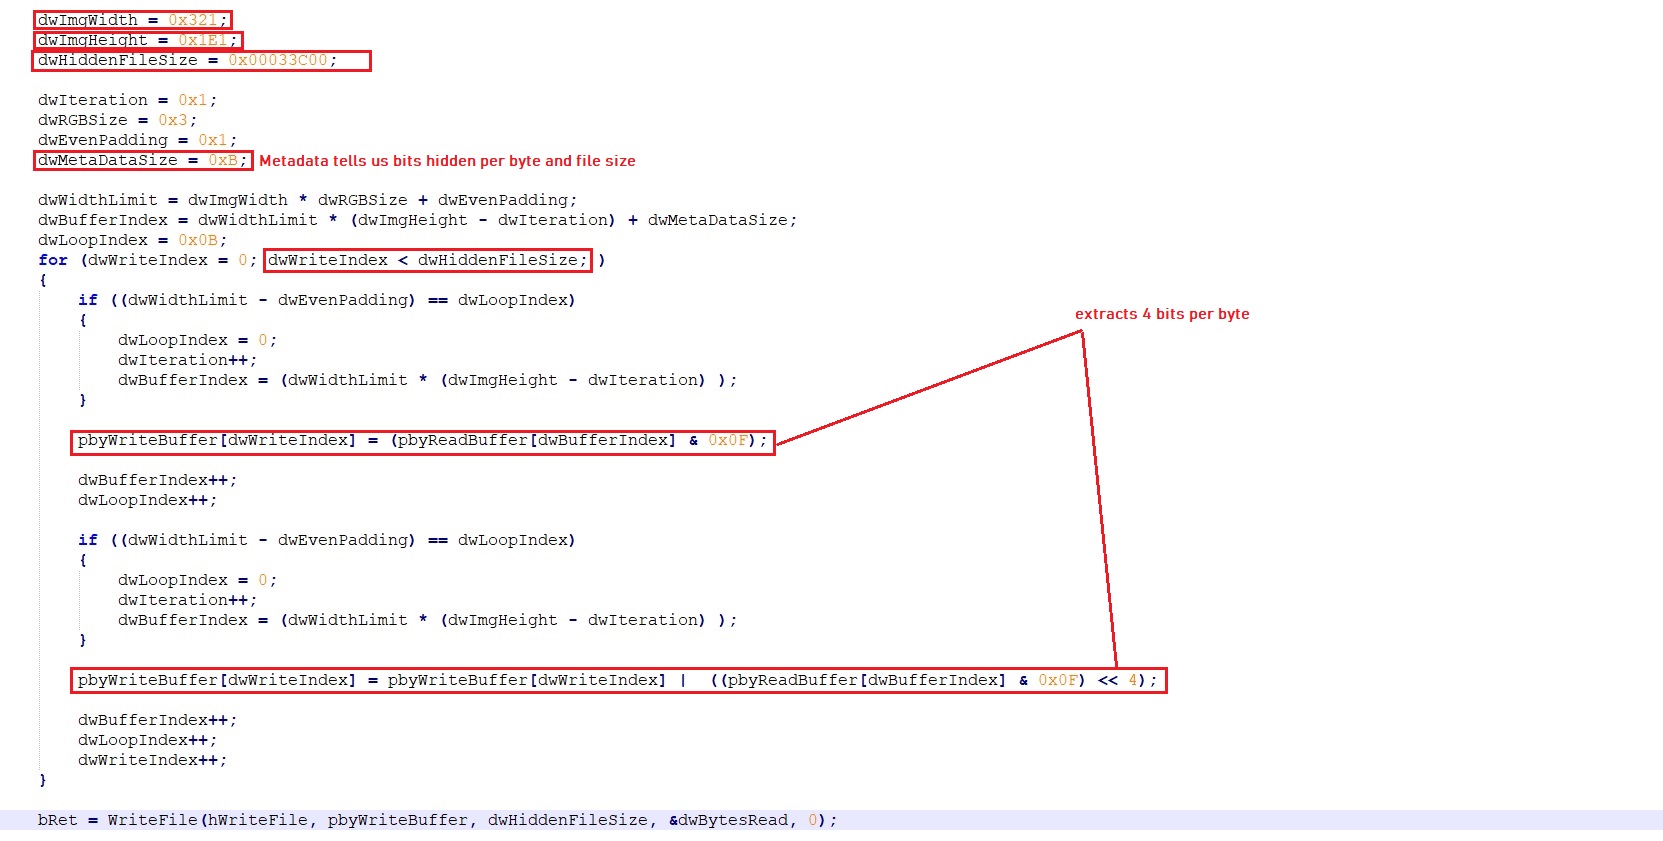 dwImgWidth = 0x321;
dwImgHeight = 0x1E1;
dwHiddenFileSize = 0x00033C00;
dwIteration = 0x1;
dwRGBSize = 0x3;
dwEvenPadding = 0x1;
dwMetaDataSize = 0xB; Metadata tells us bits hidden per byte and file size
dwWidthLimit = dwImgWidth * dwRGBSize + dwEvenPadding;
dwBufferIndex = dwWidthLimit * (dwImgHeight - dwIteration) + dwMetaDataSize;
dwLoopIndex = 0x0B;
for (dwWriteIndex = 0; dwWriteIndex < dwHiddenFileSize; )
{
if ((dwWidthLimit - dwEvenPadding) == dwLoopIndex)
extracts 4 bits per byte
{
dwLoopIndex = 0;
dwIteration++;
dwBufferIndex = (dwWidthLimit * (dwImgHeight - dwIteration) );
}
pbyWriteBuffer[dwWriteIndex] = (pbyReadBuffer[dwBufferIndex] & 0x0F);
dwBufferIndex++;
dwLoopIndex++;
if ((dwWidthLimit - dwEvenPadding) == dwLoopIndex)
{
dwLoopIndex = 0;
dwIteration++;
dwBufferIndex = (dwWidthLimit * (dwImgHeight - dwIteration) );
}
pbyWriteBuffer[dwWriteIndex] = pbyWriteBuffer[dwWriteIndex] | ((pbyReadBuffer[dwBufferIndex] & 0x0F) << 4);
dwBufferIndex++;
dwLoopIndex++;
dwWriteIndex++;
}
bRet = WriteFile(hWriteFile, pbyWriteBuffer, dwHiddenFileSize, &dwBytesRead, 0);